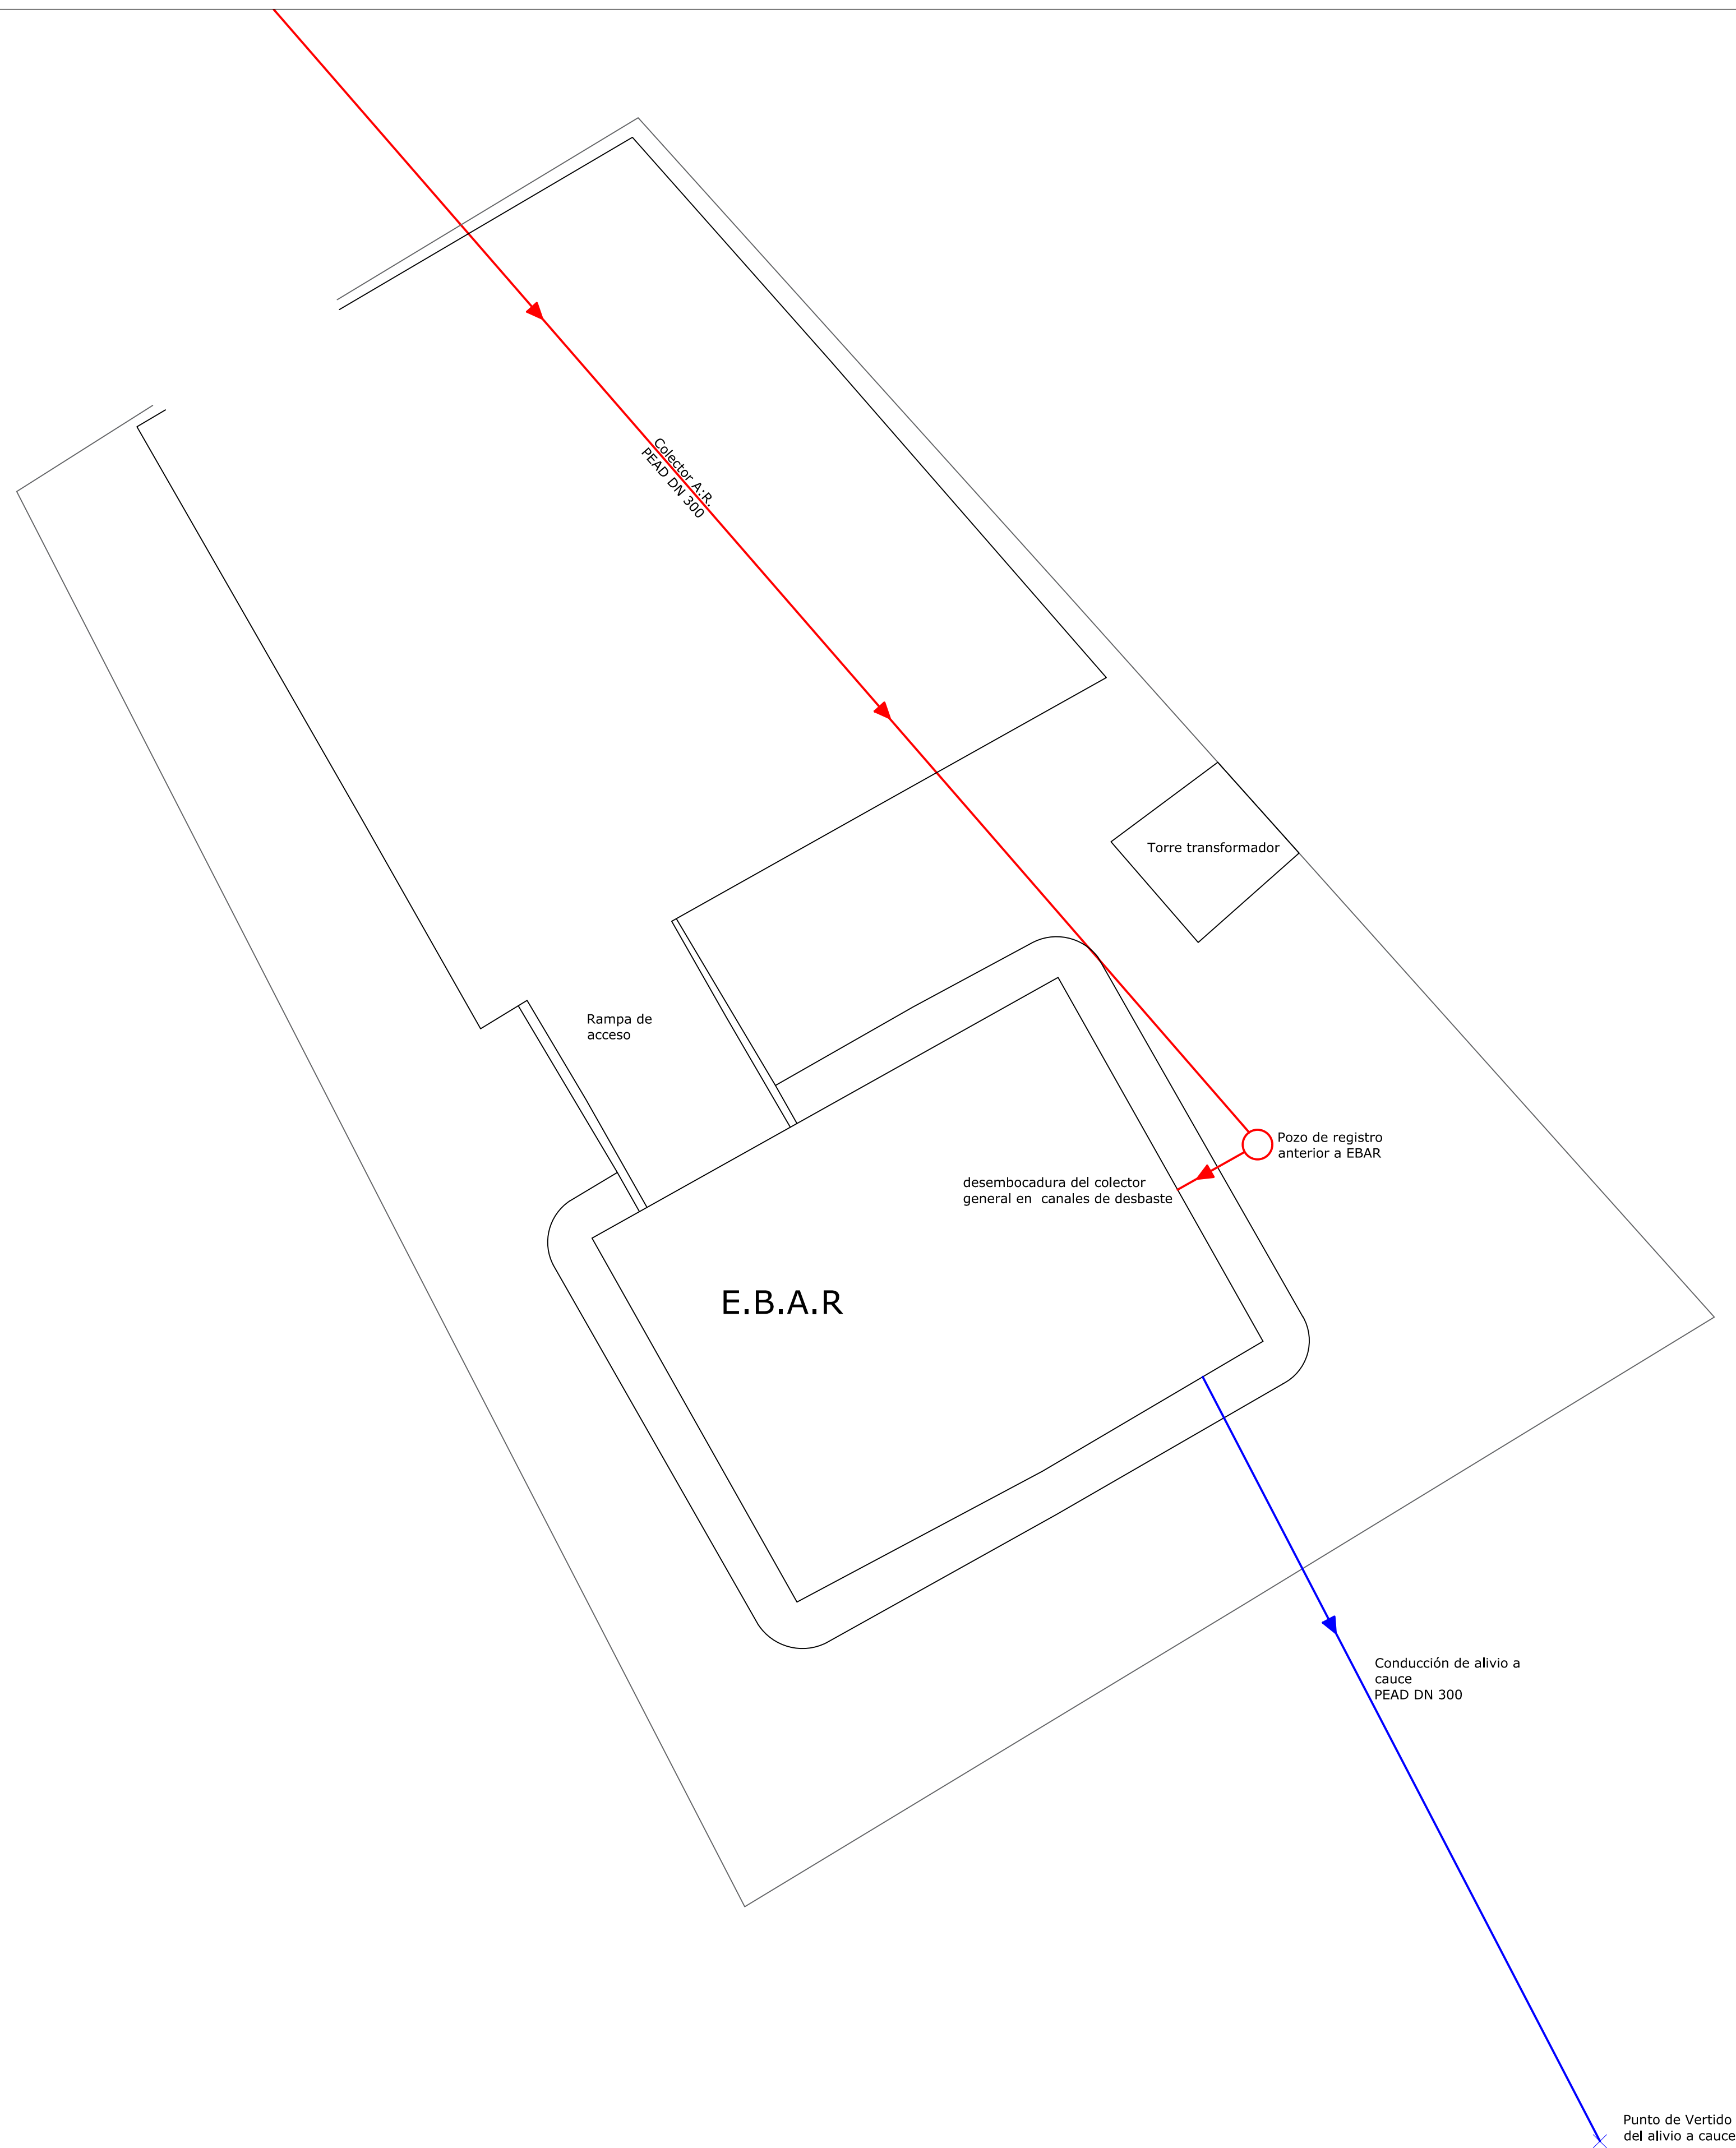 Colector A.R.
PEAD DN 300
Torre transformador
Rampa de
acceso
Pozo de registro
anterior a EBAR
desembocadura del colector
general en  canales de desbaste
E.B.A.R
Conducción de alivio a
cauce
PEAD DN 300
Punto de Vertido
del alivio a cauce